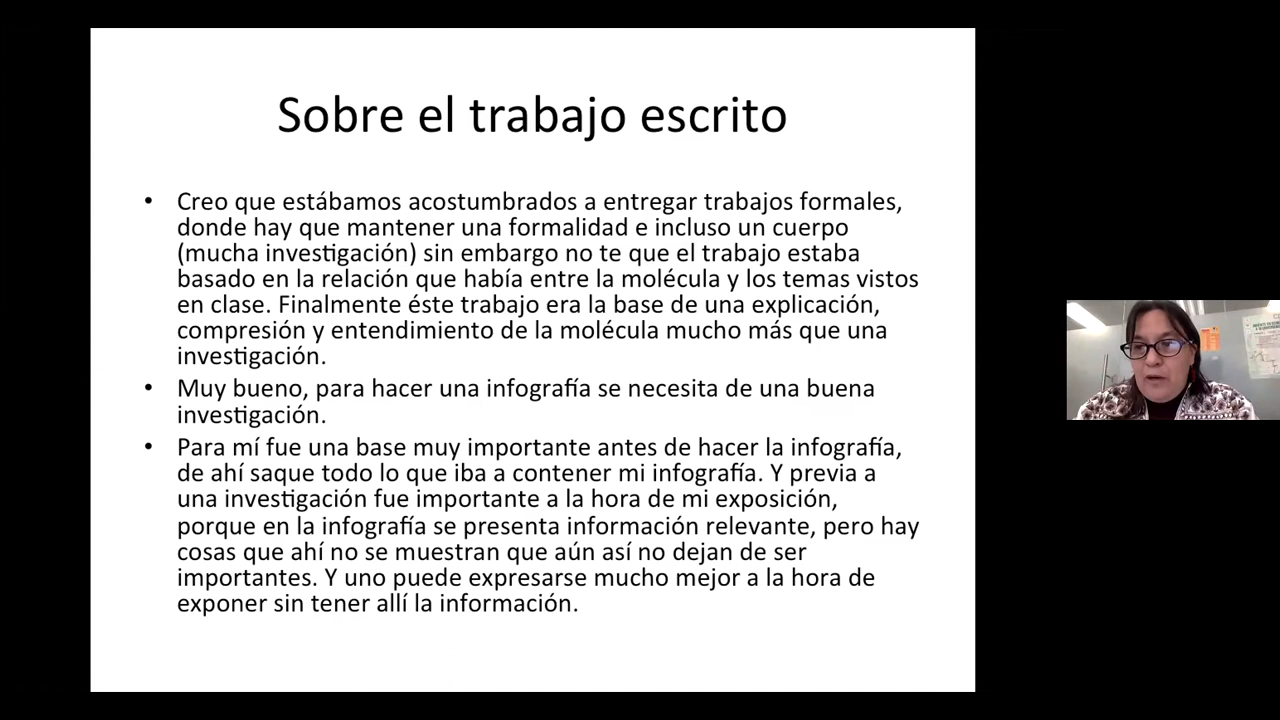 Sobre el trabajo escrito
• Creo que estábamos acostumbrados a entregar trabajos formales,
donde hay que mantener una formalidad e incluso un cuerpo
(mucha investigación) sin embargo no te que el trabajo estaba
basado en la relación que había entre la molécula y los temas vistos
en clase. Finalmente éste trabajo era la base de una explicación,
compresión y entendimiento de la molécula mucho más que una
investigación.
• Muy bueno, para hacer una infografía se necesita de una buena
investigación.
• Para mí fue una base muy importante antes de hacer la infografía,
de ahí saque todo lo que iba a contener mi infografía. Y previa a
una investigación fue importante a la hora de mi exposición,
porque en la infografía se presenta información relevante, pero hay
cosas que ahí no se muestran que aún así no dejan de ser
importantes. Y uno puede expresarse mucho mejor a la hora de
exponer sin tener allí la información.